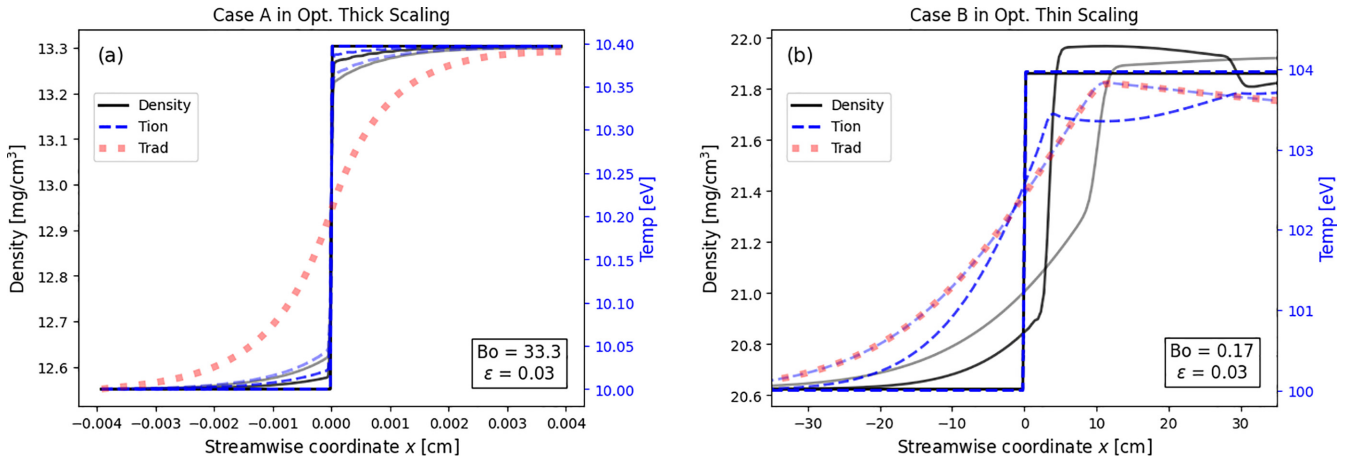 Case A in Opt. Thick Scaling
(a)
Density
Tion
Trad
Bo = 33.3
ε = 0.03
13.3
13.2
13.1
13.0
12.9
12.8
12.7
12.6
Density [mg/cm³]
10.40
10.35
10.30
10.25
10.20
10.15
10.10
10.05
10.00
Temp [eV]
−0.004 −0.003 −0.002 −0.001 0.000 0.001 0.002 0.003 0.004
Streamwise coordinate x [cm]
Case B in Opt. Thin Scaling
(b)
Density
Tion
Trad
Bo = 0.17
ε = 0.03
22.0
21.8
21.6
21.4
21.2
21.0
20.8
20.6
Density [mg/cm³]
104
103
102
101
100
Temp [eV]
−30 −20 −10 0 10 20 30
Streamwise coordinate x [cm]